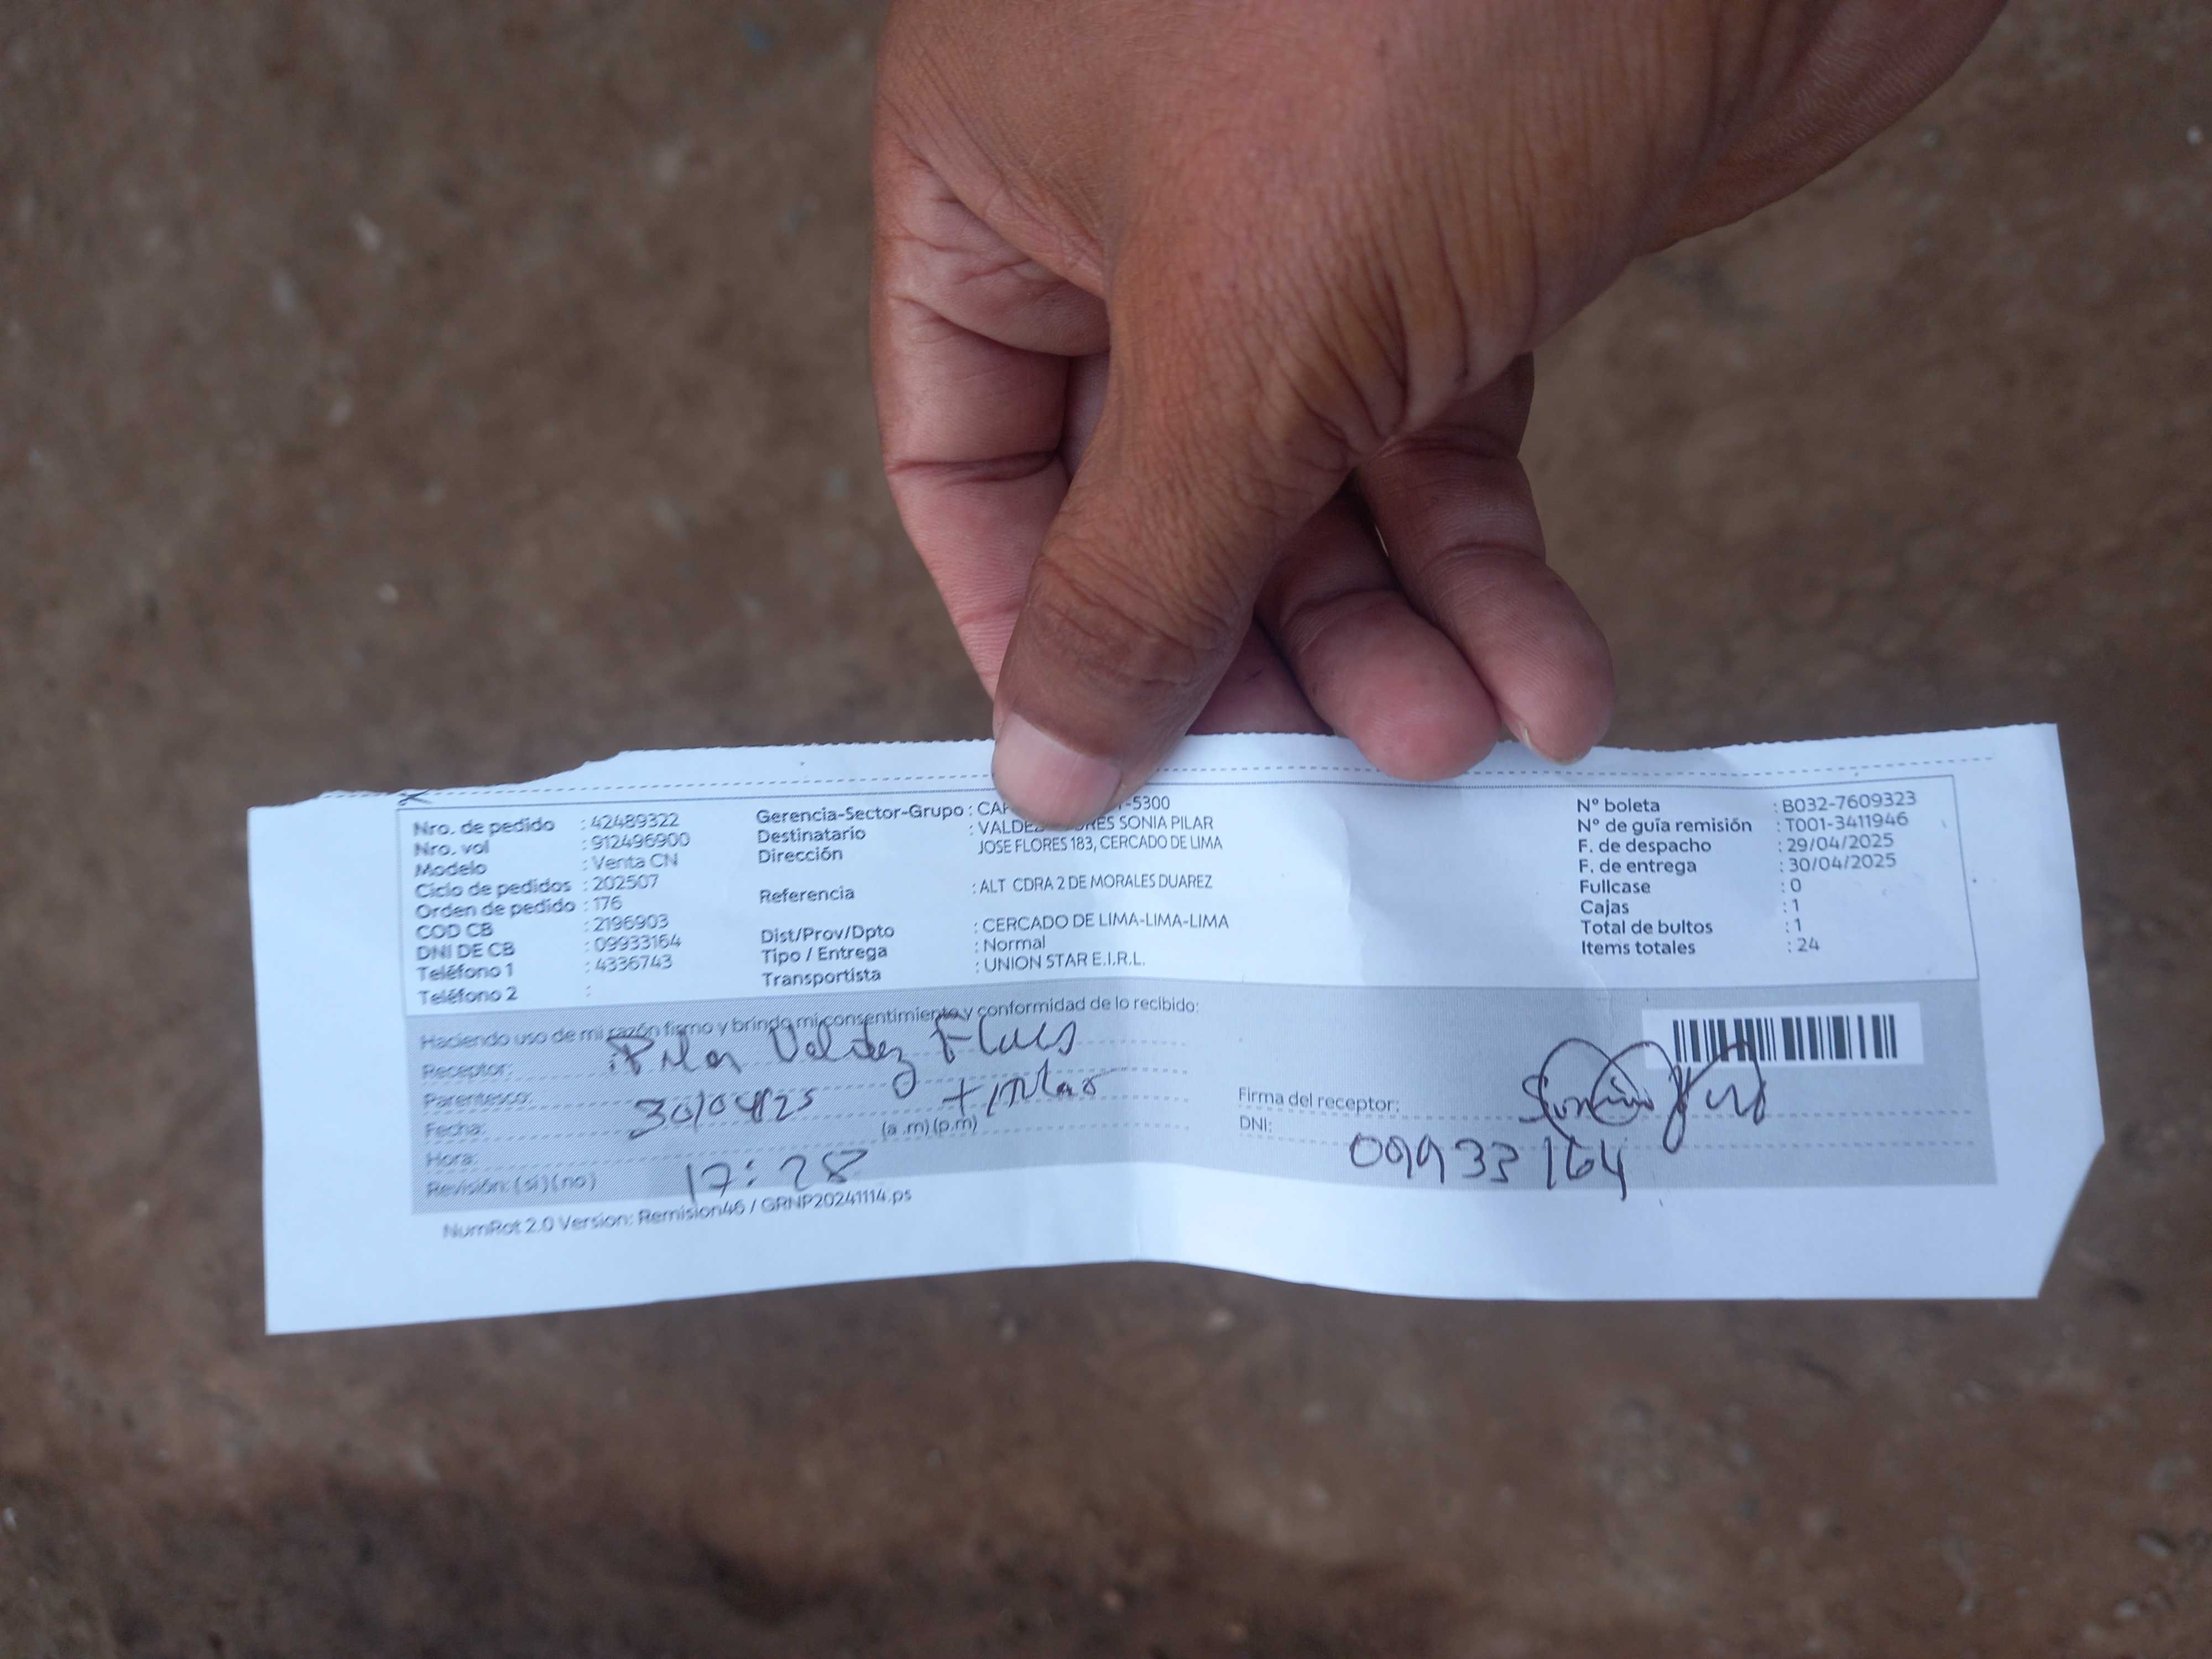 Nro. de pedido : 42489322
Nro. vol : 912496900
Modelo : Venta CN
Ciclo de pedidos : 202507
Orden de pedido : 176
COD CB : 2196903
DNI DE CB : 09933164
Teléfono 1 : 4336743
Teléfono 2 :
Gerencia-Sector-Grupo : -5300
Destinatario : VALDEZ SONIA PILAR
Dirección JOSE FLORES 183, CERCADO DE LIMA
Referencia : ALT CDRA 2 DE MORALES DUAREZ
Dist/Prov/Dpto : CERCADO DE LIMA-LIMA-LIMA
Tipo / Entrega : Normal
Transportista : UNION STAR E.I.R.L.
Nº boleta : B032-7609323
Nº de guía remisión : T001-3411946
F. de despacho : 29/04/2025
F. de entrega : 30/04/2025
Fullcase : 0
Cajas : 1
Total de bultos : 1
Items totales : 24
Haciendo uso de mi razón fismo y brindo mi consentimiento y conformidad de lo recibido:
Receptor: Pilar Valdez
Parentesco: titular
Fecha: 30/04/25
Hora: 17:28 (a .m) (p.m)
Revisión: (si) (no)
Firma del receptor:
DNI: 09933164
NumRot 2.0 Version: Remision46 / GRNP20241114.ps